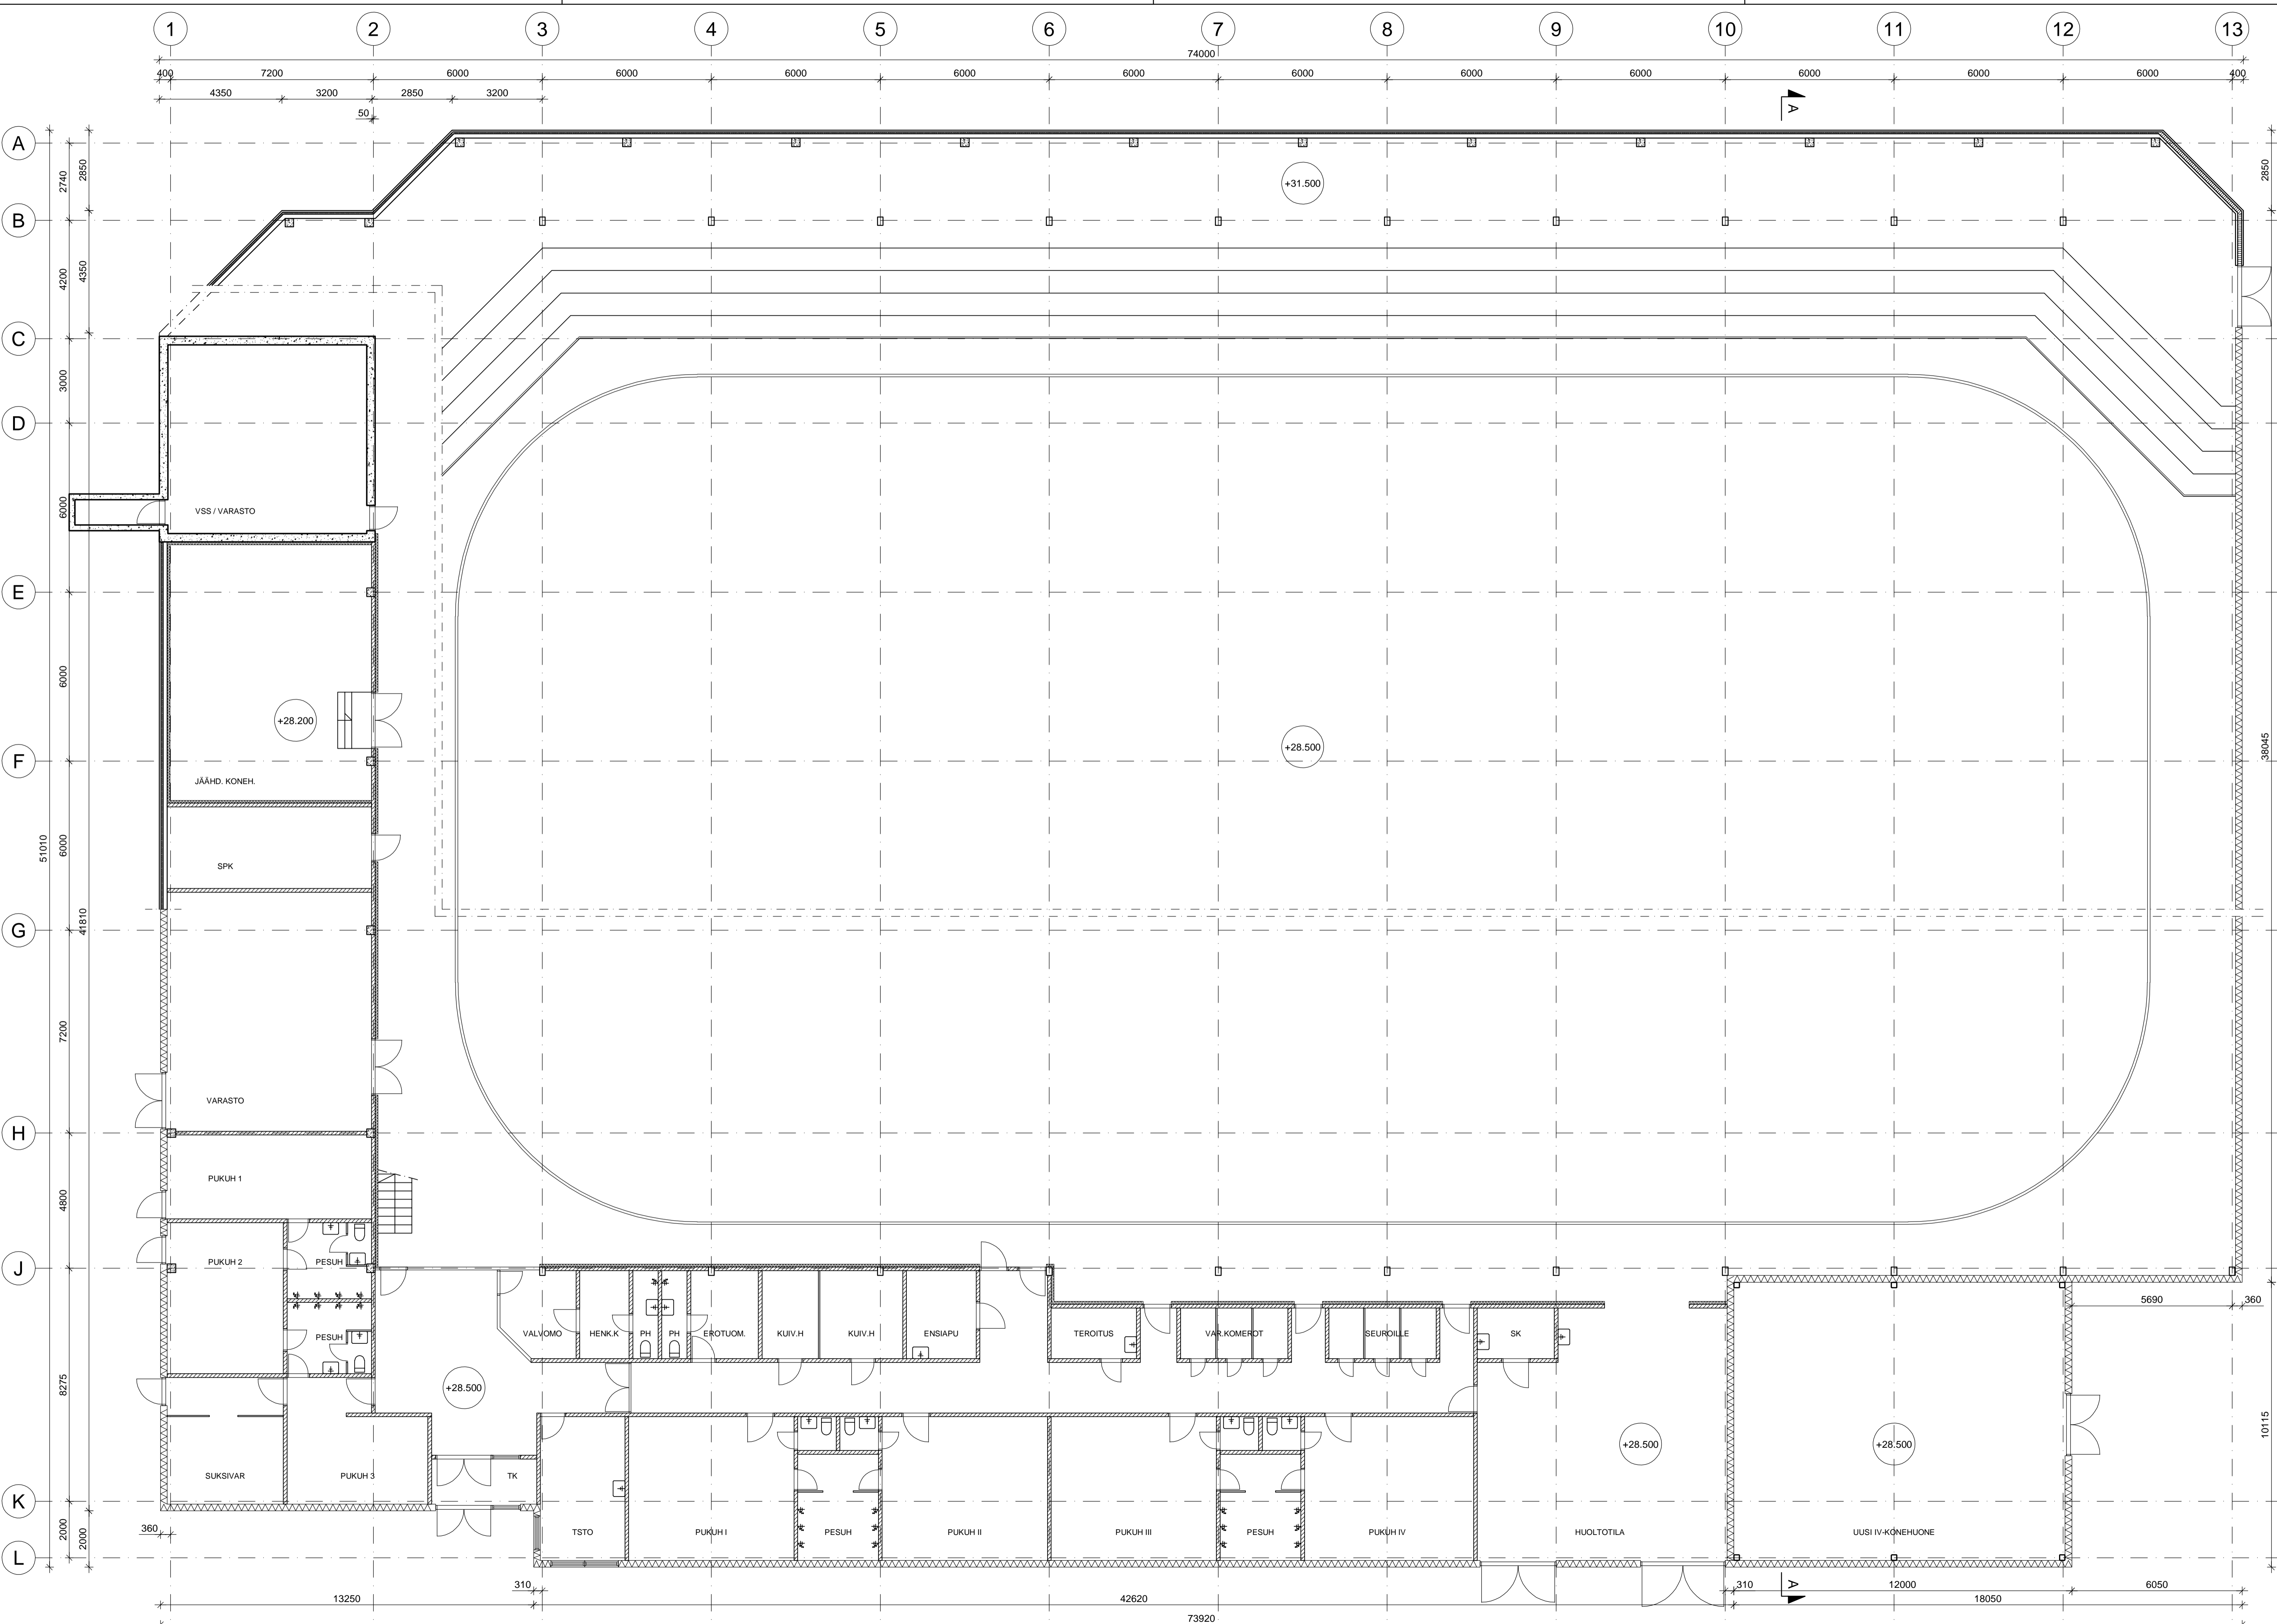 1 2 3 4 5 6 7 8 9 10 11 12 13
74000
400 7200 6000 6000 6000 6000 6000 6000 6000 6000 6000 6000 6000 400
4350 3200 2850 3200
50
A
A
B
C
D
E
F
G
H
J
K
L
2740
4200
3000
6000
6000
6000
7200
4800
8275
2000
2850
4350
41810
2000
51010
2850
38045
10115
+31.500
VSS / VARASTO
+28.200
+28.500
JÄÄHD. KONEH.
SPK
VARASTO
PUKUH 1
PUKUH 2
PESUH
PESUH
VALVOMO
HENK.K
PH
PH
EROTUOM.
KUIV.H
KUIV.H
ENSIAPU
TEROITUS
VAR.KOMEROT
SEUROILLE
SK
5690
360
+28.500
+28.500
+28.500
SUKSIVAR
PUKUH 3
TK
TSTO
PUKUH I
PESUH
PUKUH II
PUKUH III
PESUH
PUKUH IV
HUOLTOTILA
UUSI IV-KONEHUONE
360
310
310
12000
6050
A
13250
42620
18050
73920